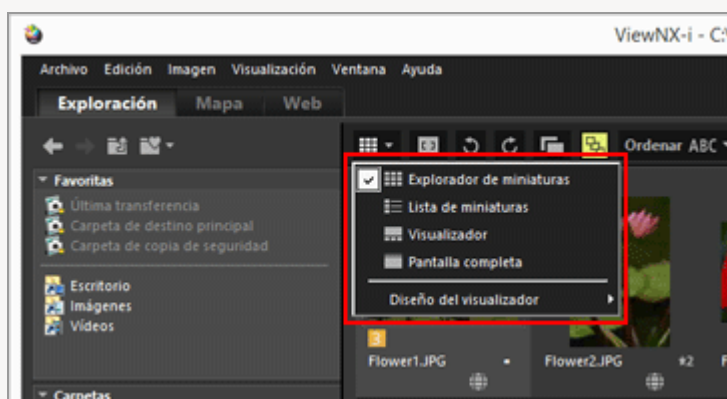 ViewNX-i - C:\
Archivo Edición Imagen Visualización Ventana Ayuda
Exploración Mapa Web
Ordenar ABC
Favoritas
Última transferencia
Carpeta de destino principal
Carpeta de copia de seguridad
Escritorio
Imágenes
Vídeos
Carpetas
Explorador de miniaturas
Lista de miniaturas
Visualizador
Pantalla completa
Diseño del visualizador
3
Flower1.JPG
Flower2.JPG *2 F